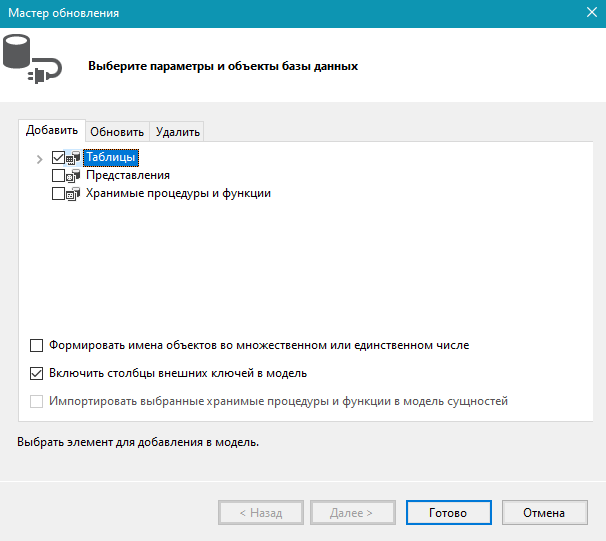 Мастер обновления
Выберите параметры и объекты базы данных
Добавить Обновить Удалить
Таблицы
Представления
Хранимые процедуры и функции
Формировать имена объектов во множественном или единственном числе
Включить столбцы внешних ключей в модель
Импортировать выбранные хранимые процедуры и функции в модель сущностей
Выбрать элемент для добавления в модель.
< Назад Далее > Готово Отмена